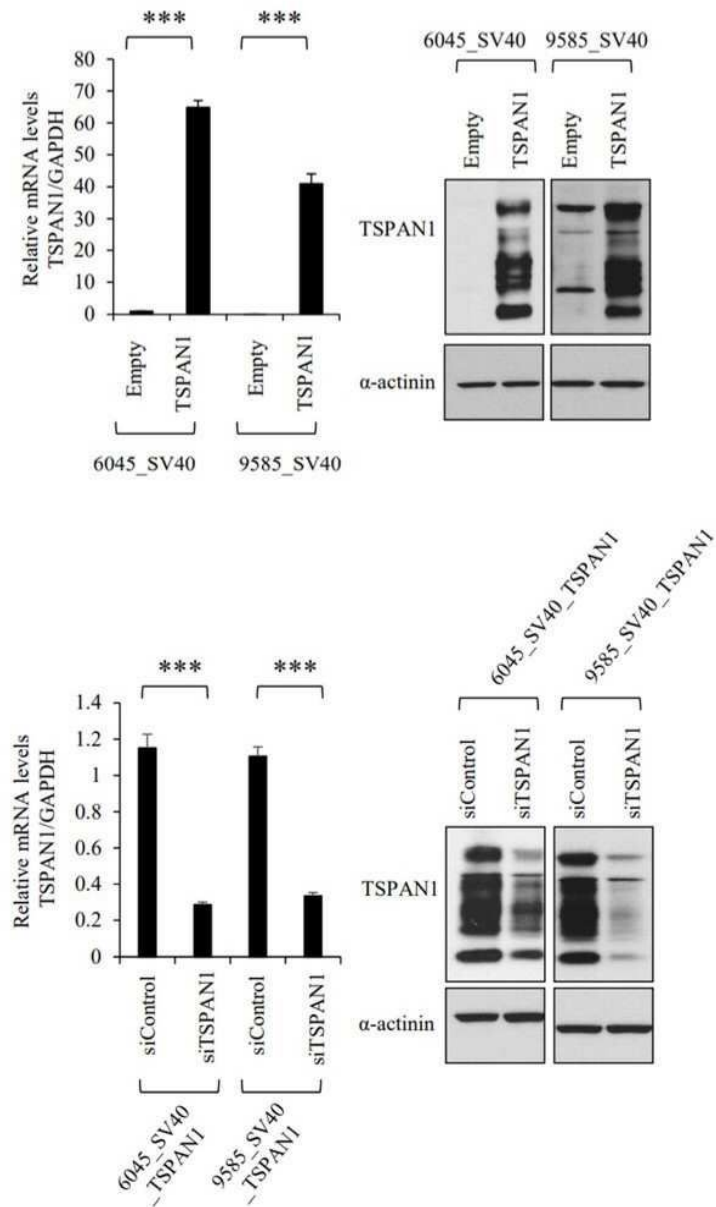 ***
***
Relative mRNA levels
TSPAN1/GAPDH
80
70
60
50
40
30
20
10
0
Empty
TSPAN1
Empty
TSPAN1
6045_SV40
9585_SV40
6045_SV40
9585_SV40
Empty
TSPAN1
Empty
TSPAN1
TSPAN1
α-actinin
***
***
Relative mRNA levels
TSPAN1/GAPDH
1.4
1.2
1
0.8
0.6
0.4
0.2
0
siControl
siTSPAN1
siControl
siTSPAN1
6045_SV40
_TSPAN1
9585_SV40
_TSPAN1
6045_SV40_TSPAN1
9585_SV40_TSPAN1
siControl
siTSPAN1
siControl
siTSPAN1
TSPAN1
α-actinin